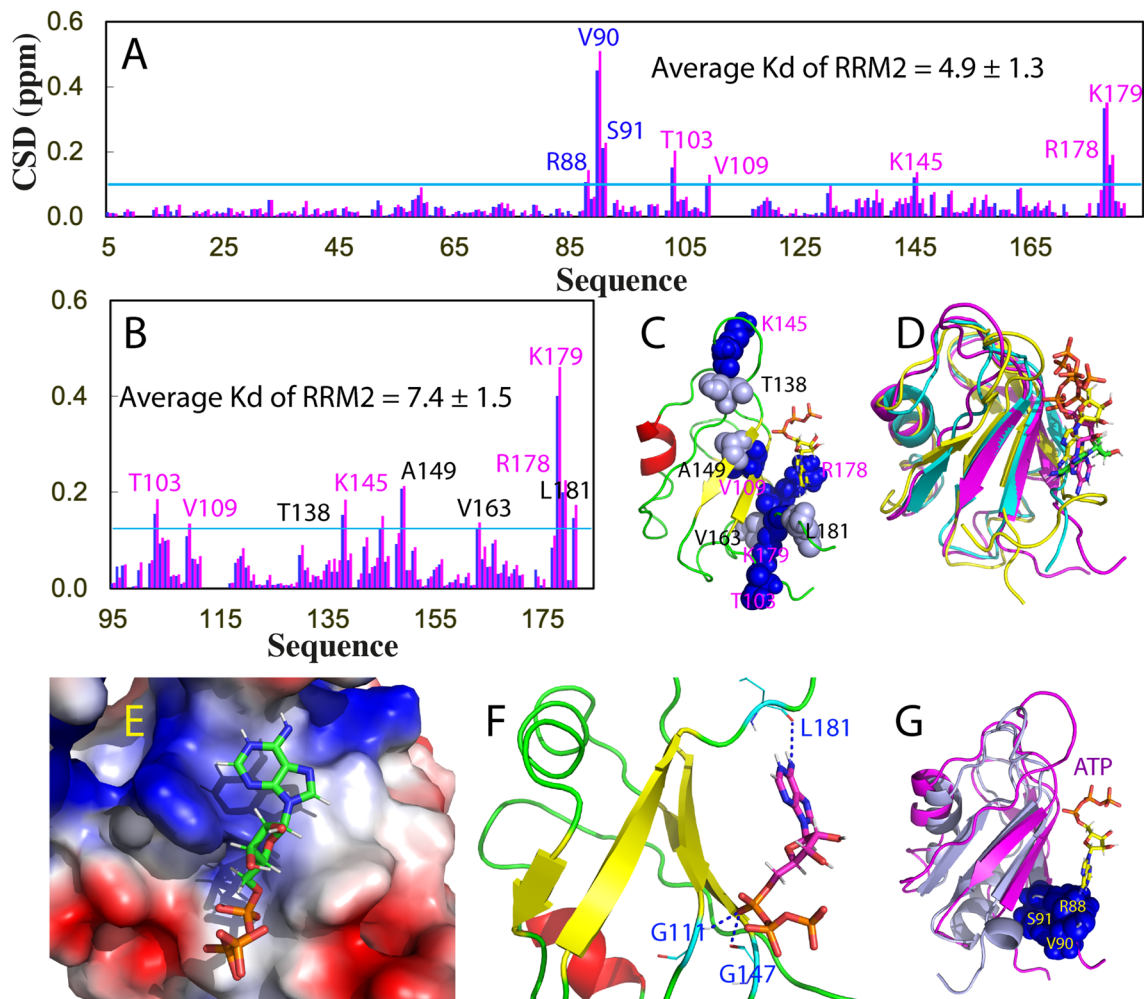 A
CSD (ppm)
0.6
0.4
0.2
0.0
V90
Average Kd of RRM2 = 4.9 ± 1.3
K179
S91
R88
T103
V109
K145
R178
5 25 45 65 85 105 125 145 165
Sequence
B
0.6
0.4
0.2
0.0
K179
Average Kd of RRM2 = 7.4 ± 1.5
R178
A149
T103
K145
L181
V109
T138
V163
95 115 135 155 175
Sequence
C
K145
T138
A149
R178
V109
V163
L181
K179
T103
D
E
F
L181
G111
G147
G
ATP
R88
S91
V90